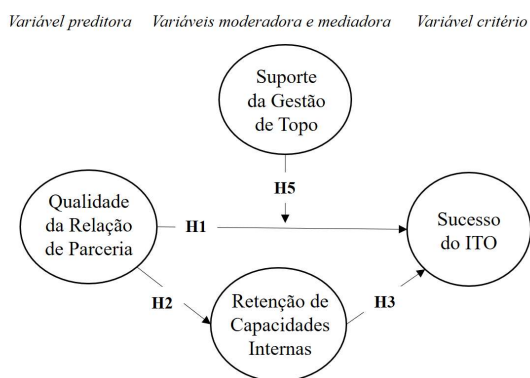 Variável preditora
Variáveis moderadora e mediadora
Variável critério
Suporte
da Gestão
de Topo
H5
Qualidade
da Relação
de Parceria
H1
Sucesso
do ITO
H2
Retenção de
Capacidades
Internas
H3